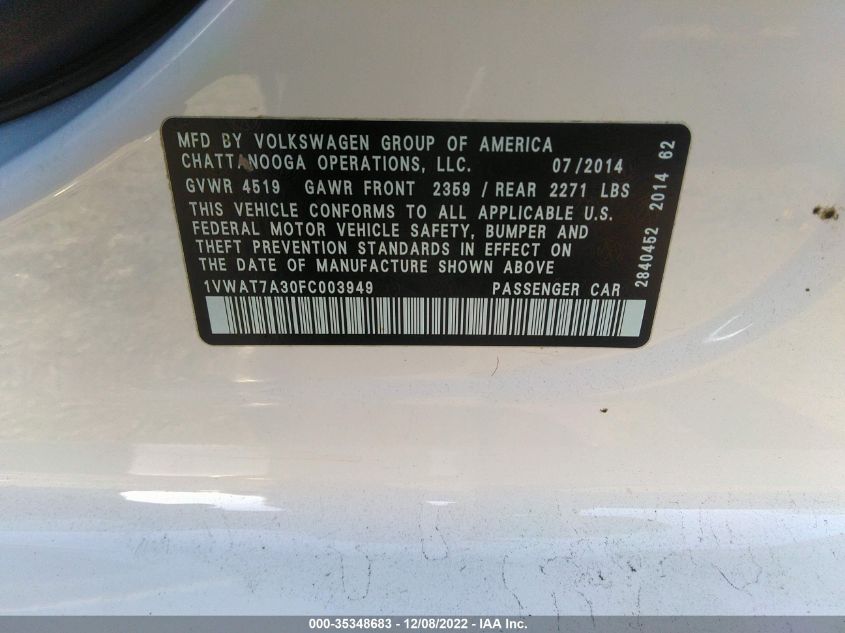 MFD BY VOLKSWAGEN GROUP OF AMERICA
CHATTANOOGA OPERATIONS, LLC. 07/2014
GVWR 4519 GAWR FRONT 2359 / REAR 2271 LBS
THIS VEHICLE CONFORMS TO ALL APPLICABLE U.S.
FEDERAL MOTOR VEHICLE SAFETY, BUMPER AND
THEFT PREVENTION STANDARDS IN EFFECT ON
THE DATE OF MANUFACTURE SHOWN ABOVE
1VWAT7A30FC003949 PASSENGER CAR
2840452 2014 62
000-35348683 - 12/08/2022 - IAA Inc.